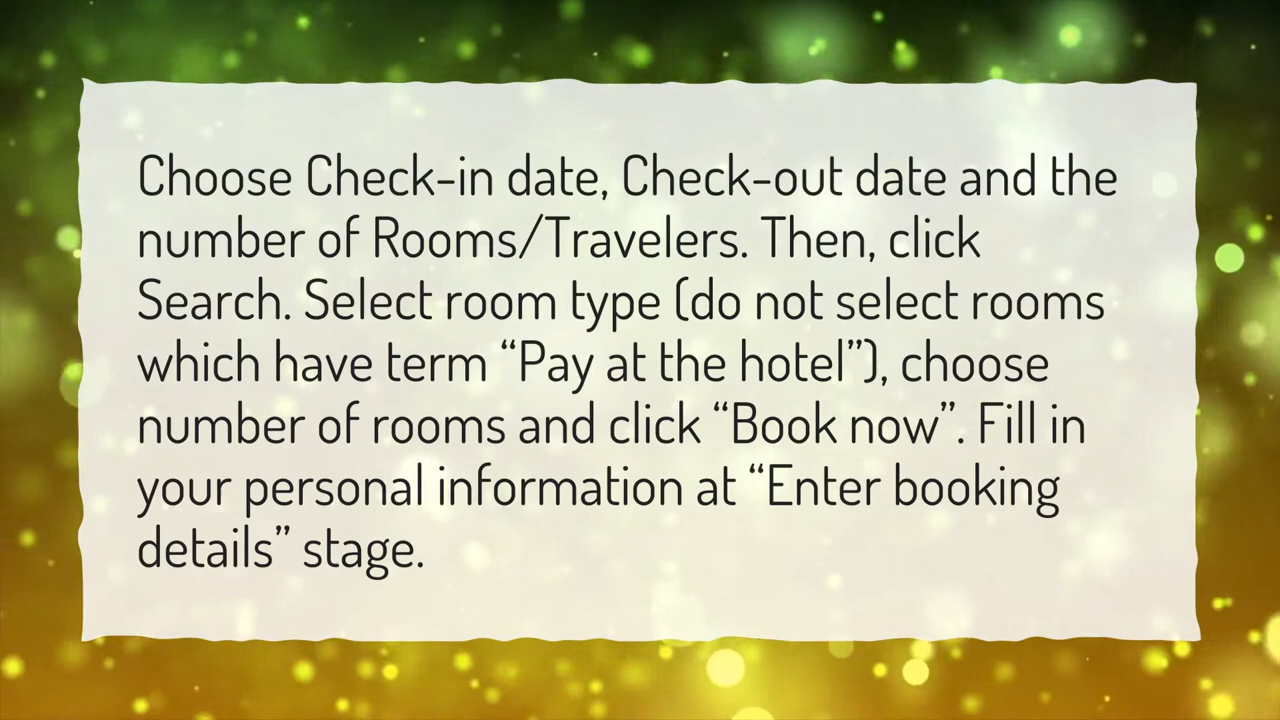 Choose Check-in date, Check-out date and the
number of Rooms/Travelers. Then, click
Search. Select room type (do not select rooms
which have term “Pay at the hotel”), choose
number of rooms and click “Book now”. Fill in
your personal information at “Enter booking
details” stage.